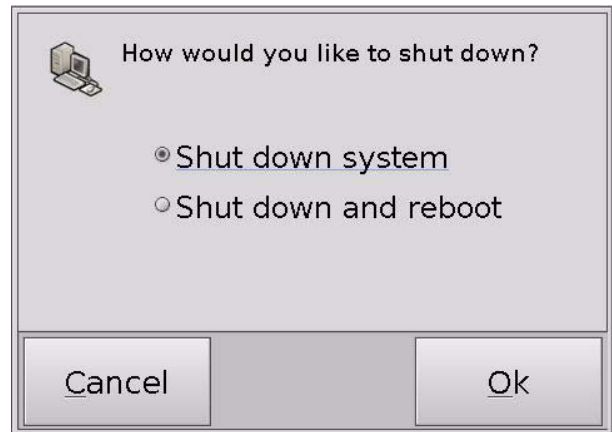 How would you like to shut down?
Shut down system
Shut down and reboot
Cancel
Ok